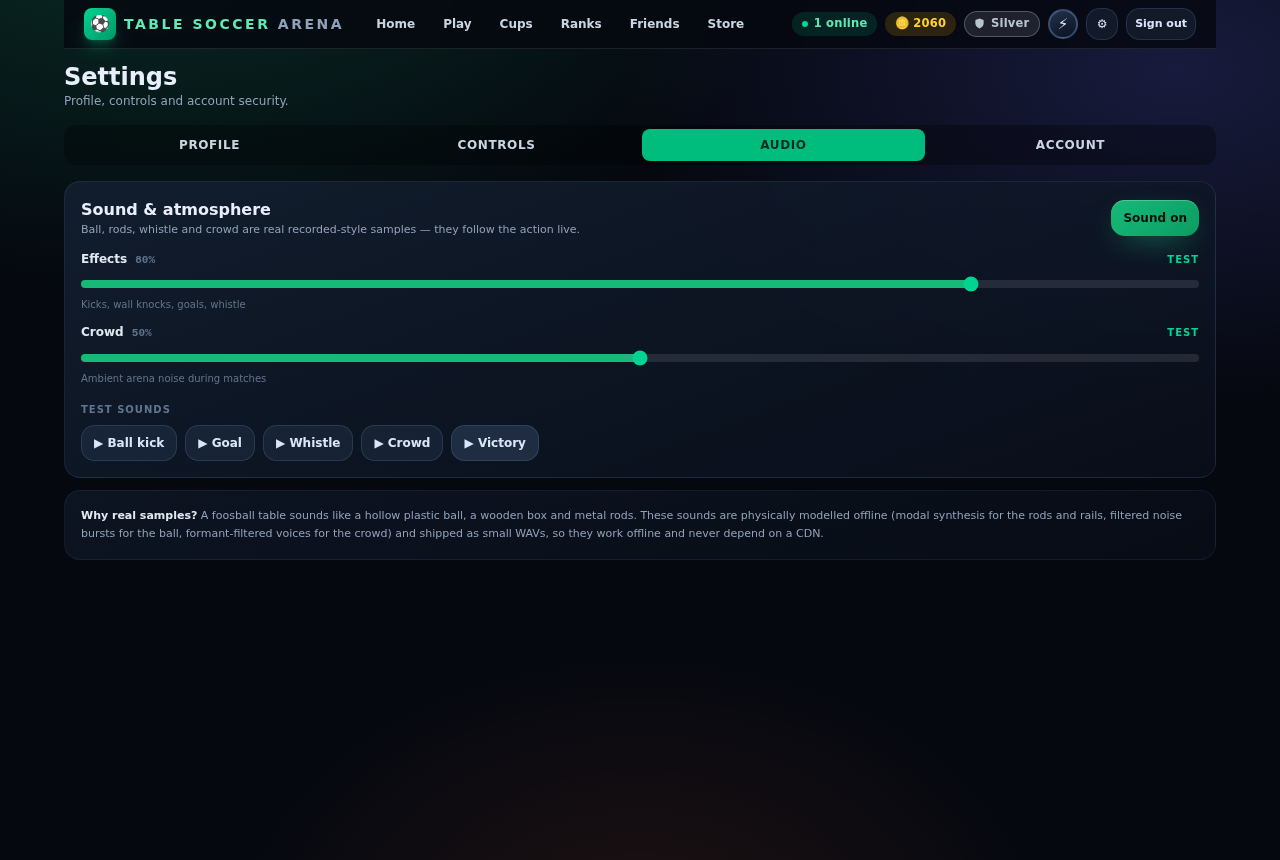 TABLE SOCCER ARENA Home Play Cups Ranks Friends Store 1 online 2060 Silver Sign out
Settings
Profile, controls and account security.
PROFILE CONTROLS AUDIO ACCOUNT
Sound & atmosphere
Sound on
Ball, rods, whistle and crowd are real recorded-style samples — they follow the action live.
Effects 80% TEST
Kicks, wall knocks, goals, whistle
Crowd 50% TEST
Ambient arena noise during matches
TEST SOUNDS
▶ Ball kick ▶ Goal ▶ Whistle ▶ Crowd ▶ Victory
Why real samples? A foosball table sounds like a hollow plastic ball, a wooden box and metal rods. These sounds are physically modelled offline (modal synthesis for the rods and rails, filtered noise
bursts for the ball, formant-filtered voices for the crowd) and shipped as small WAVs, so they work offline and never depend on a CDN.